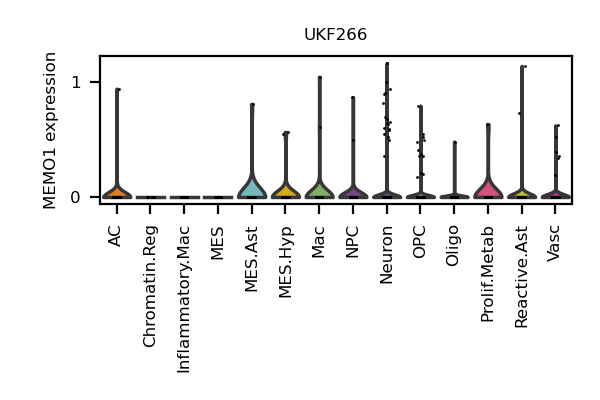 UKF266
MEMO1 expression
1
0
AC
Chromatin.Reg
Inflammatory.Mac
MES
MES.Ast
MES.Hyp
Mac
NPC
Neuron
OPC
Oligo
Prolif.Metab
Reactive.Ast
Vasc